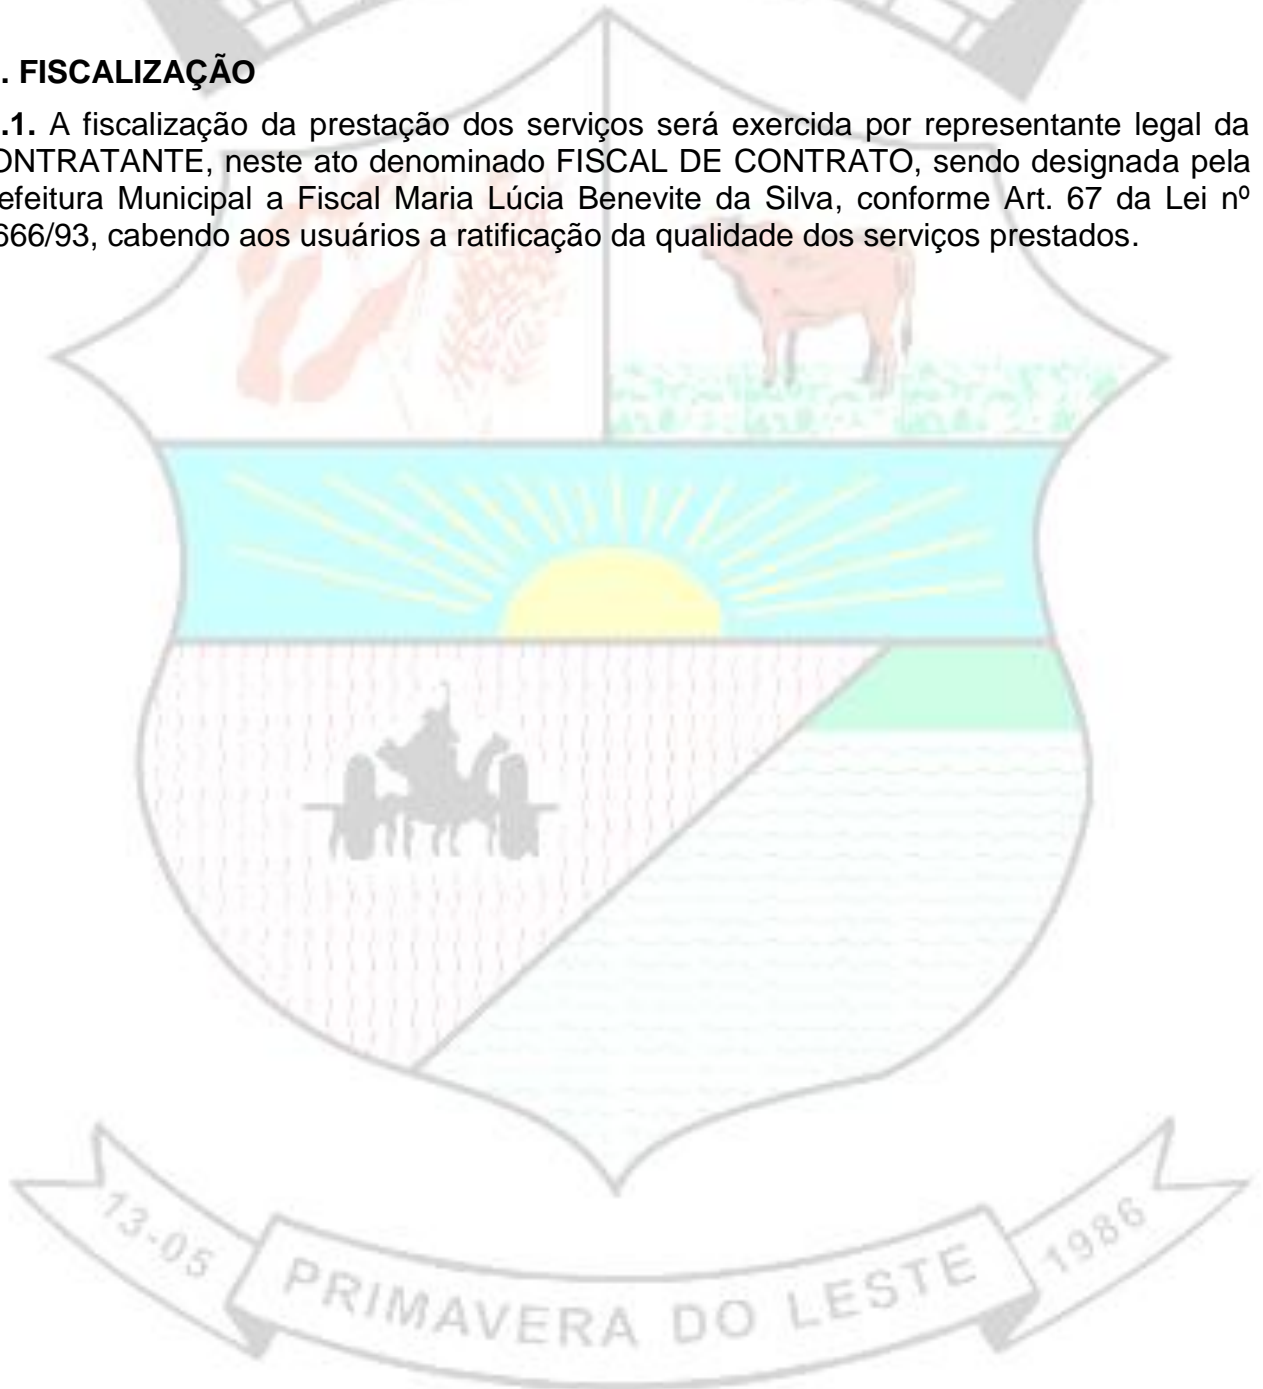 . FISCALIZAÇÃO
.1. A fiscalização da prestação dos serviços será exercida por representante legal da
ONTRATANTE, neste ato denominado FISCAL DE CONTRATO, sendo designada pela
efeitura Municipal a Fiscal Maria Lúcia Benevite da Silva, conforme Art. 67 da Lei nº
666/93, cabendo aos usuários a ratificação da qualidade dos serviços prestados.
13-05
PRIMAVERA DO LESTE
1986